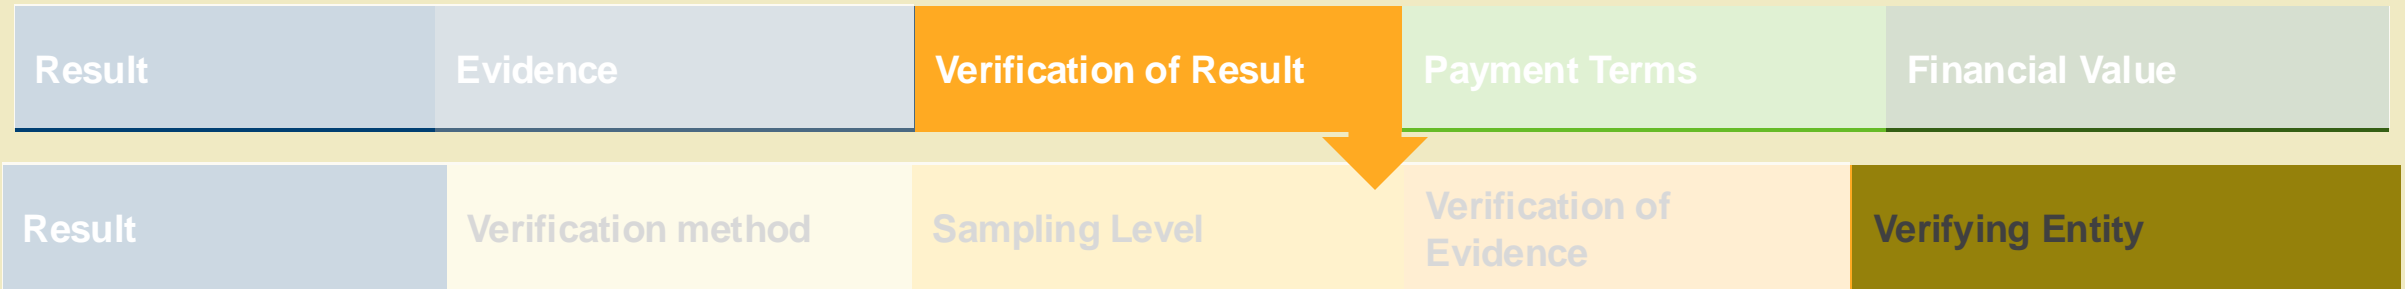 Result
Evidence
Verification of Result
Payment Terms
Financial Value
Result
Verification method
Sampling Level
Verification of
Evidence
Verifying Entity